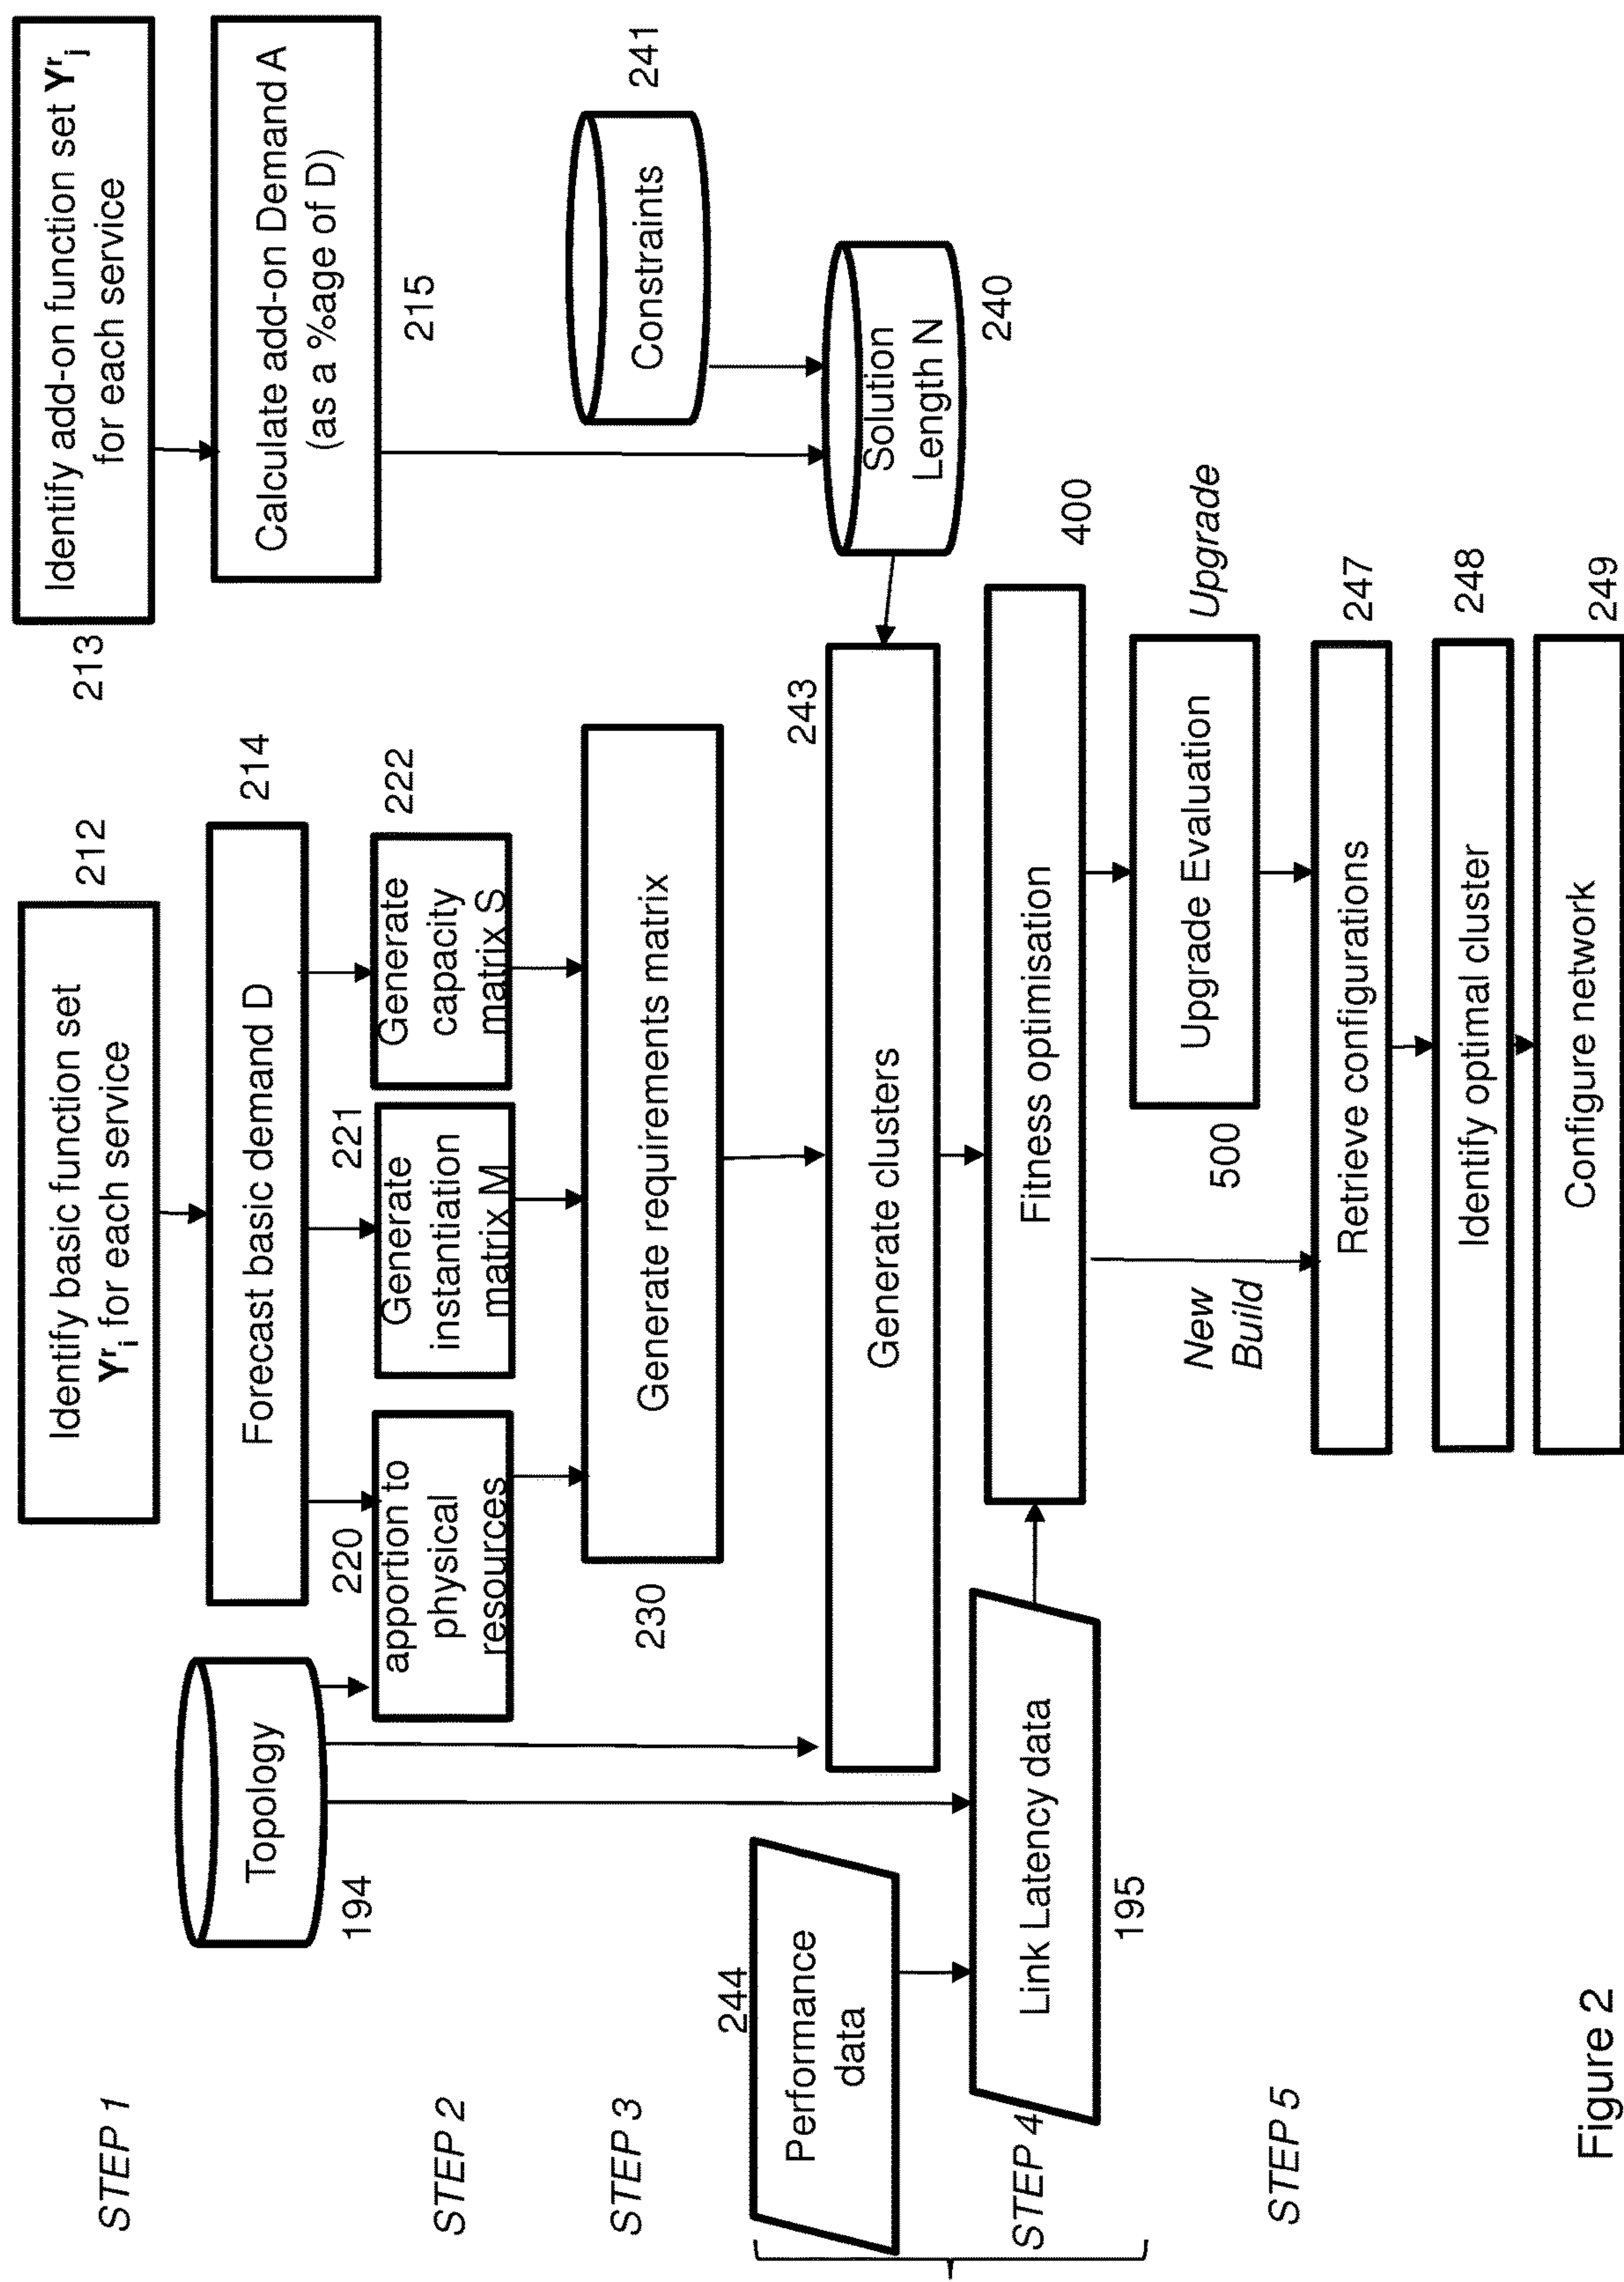 STEP 1
Identify basic function set
Yʳᵢ for each service
212
213
Identify add-on function set Yʳⱼ
for each service
Topology
194
Forecast basic demand D
214
Calculate add-on Demand A
(as a %age of D)
215
STEP 2
220
apportion to
physical
resources
221
Generate
instantiation
matrix M
222
Generate
capacity
matrix S
STEP 3
230
Generate requirements matrix
Constraints
241
244
Performance
data
Generate clusters
243
Solution
Length N
240
STEP 4
Link Latency data
195
Fitness optimisation
400
New
Build
500
Upgrade Evaluation
Upgrade
STEP 5
Retrieve configurations
247
Identify optimal cluster
248
Configure network
249
Figure 2